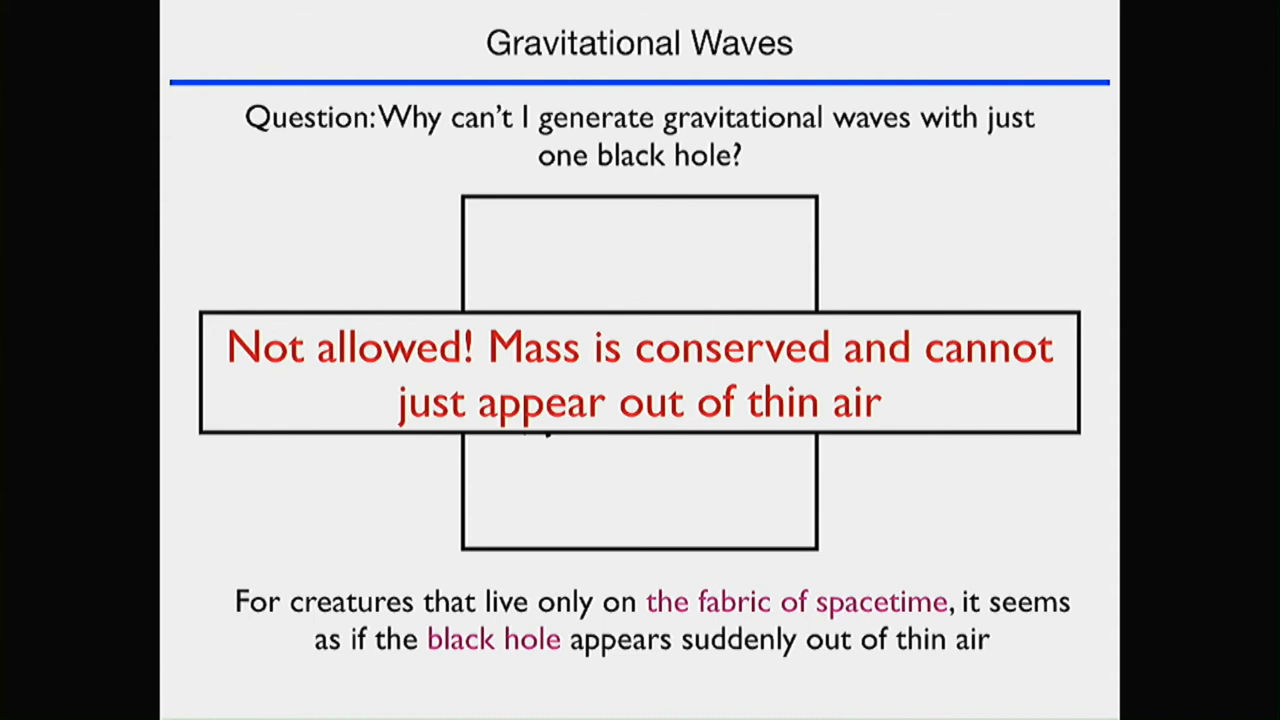 Gravitational Waves
Question: Why can't I generate gravitational waves with just
one black hole?
Not allowed! Mass is conserved and cannot
just appear out of thin air
For creatures that live only on the fabric of spacetime, it seems
as if the black hole appears suddenly out of thin air